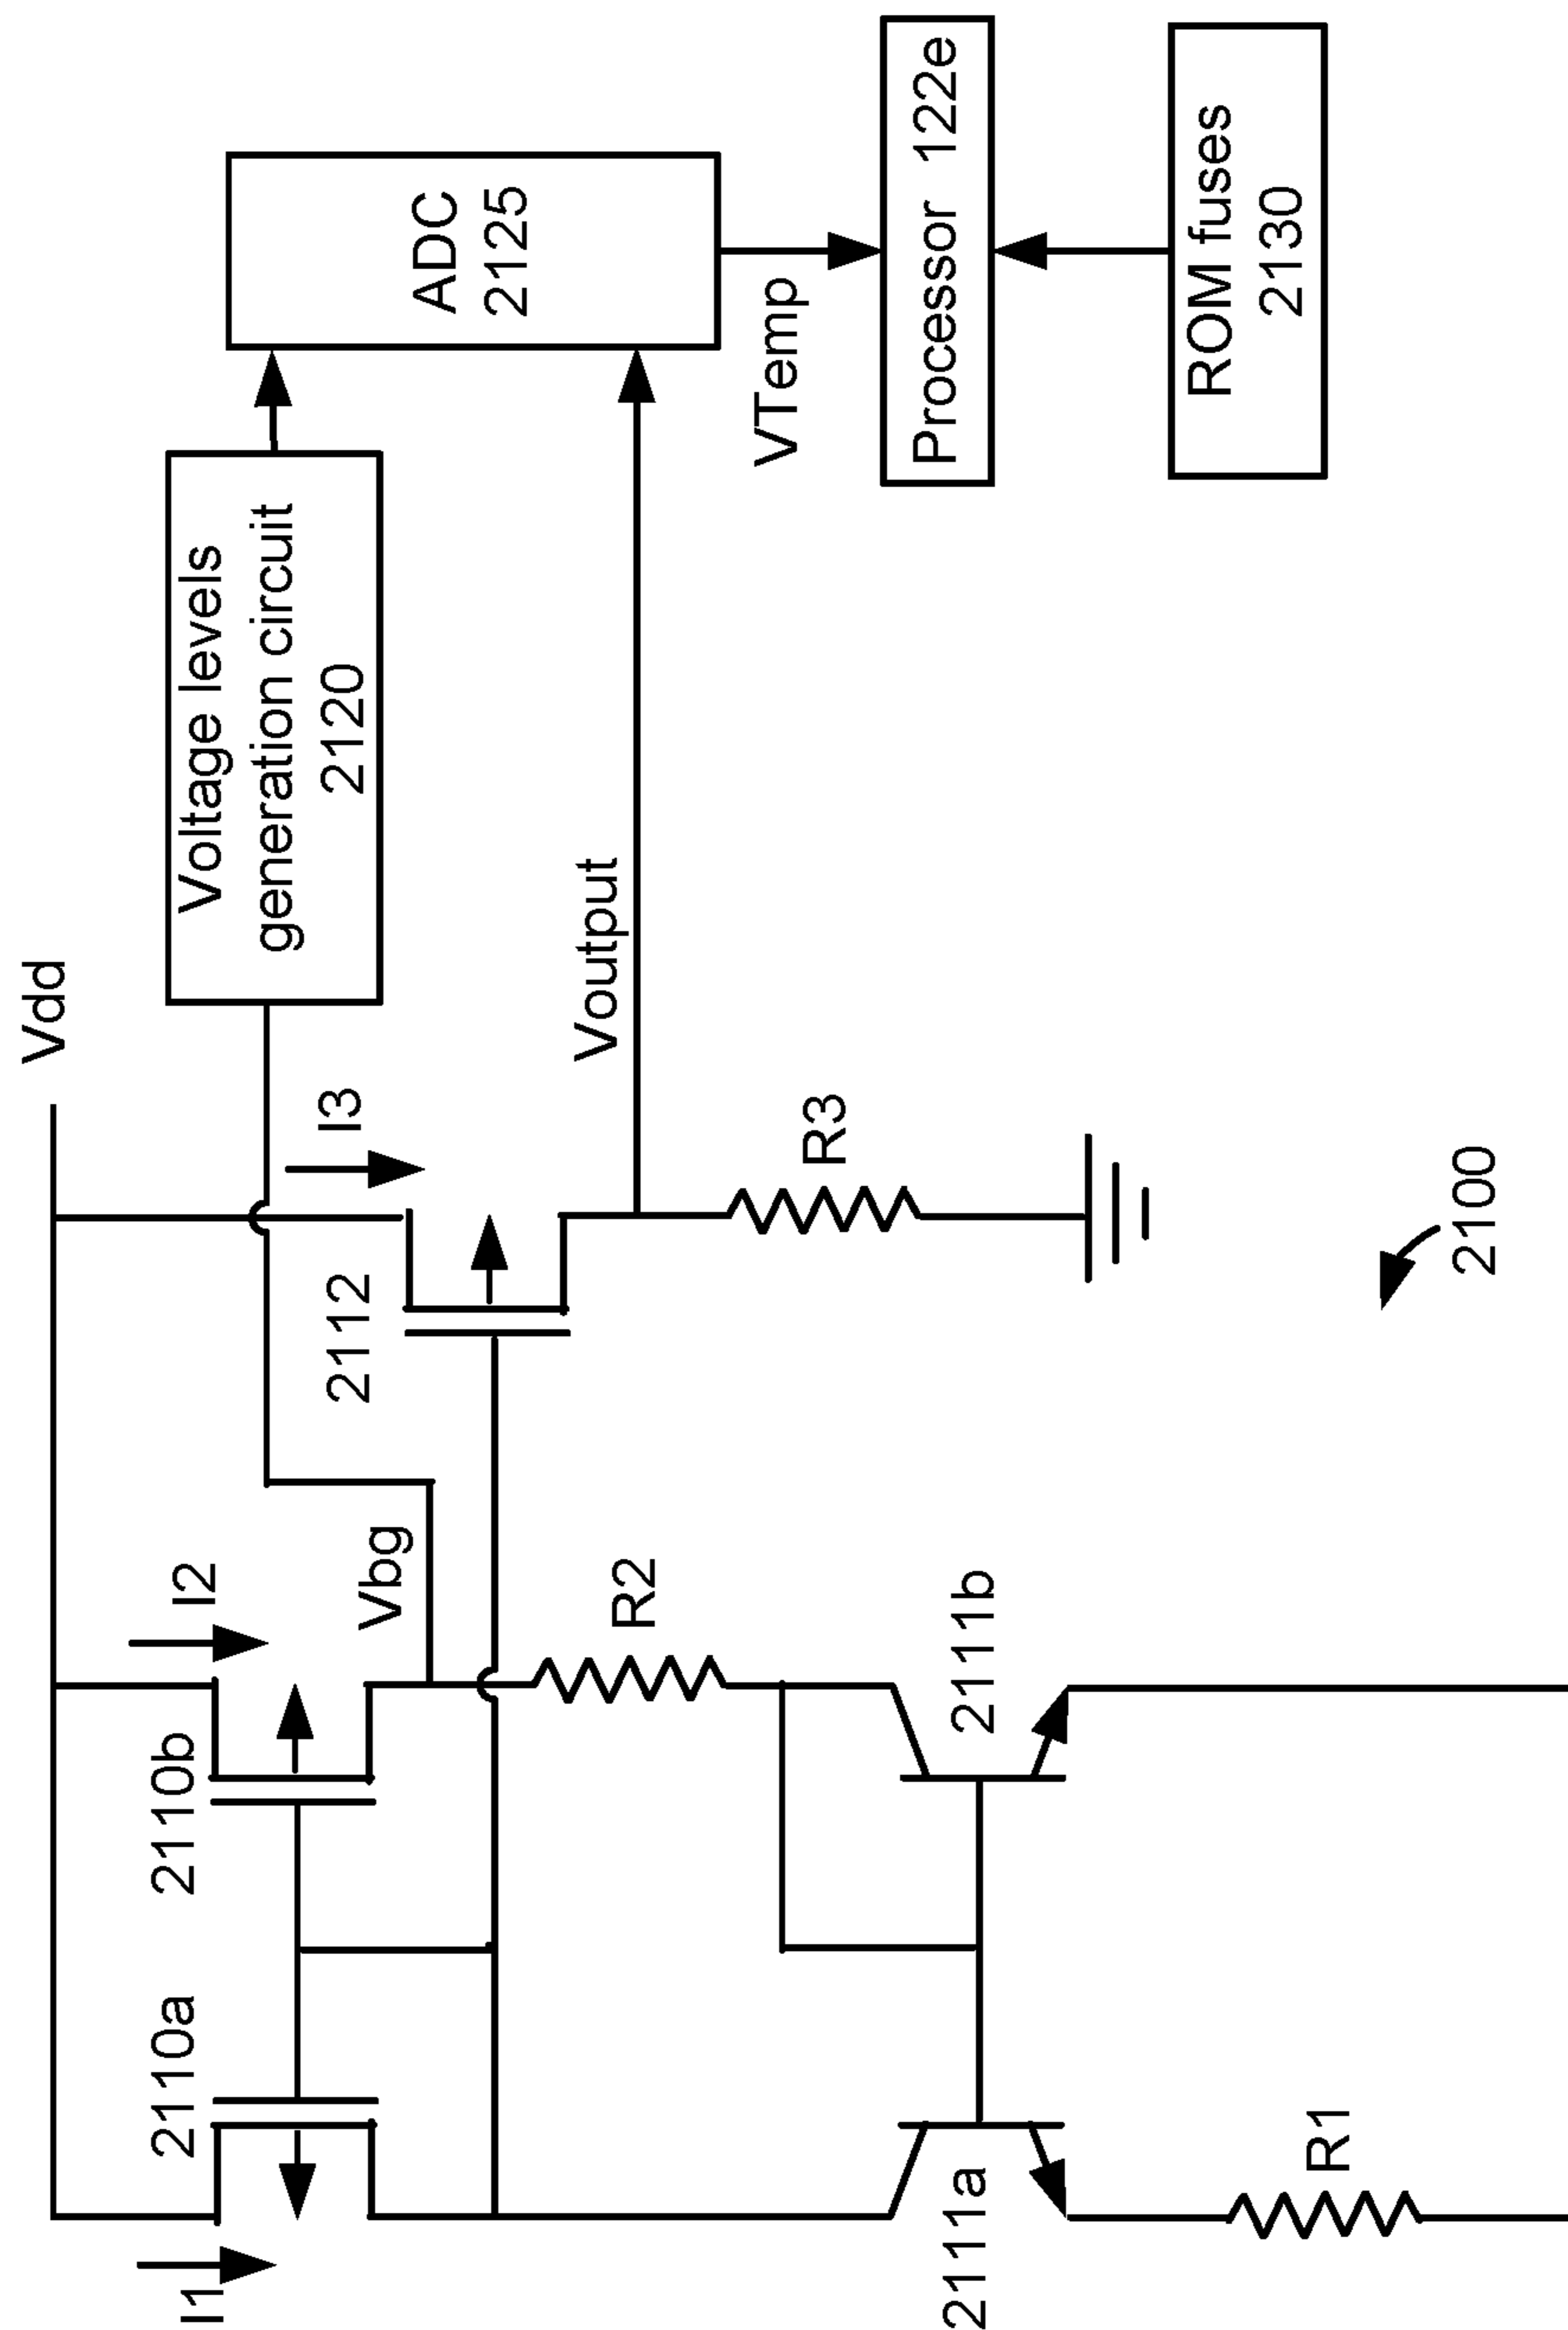 Vdd
I1
2110a
2110b
I2
Vbg
2112
I3
Voltage levels
generation circuit
2120
ADC
2125
Voutput
VTemp
R2
R3
Processor 122e
2111a
2111b
ROM fuses
2130
R1
2100